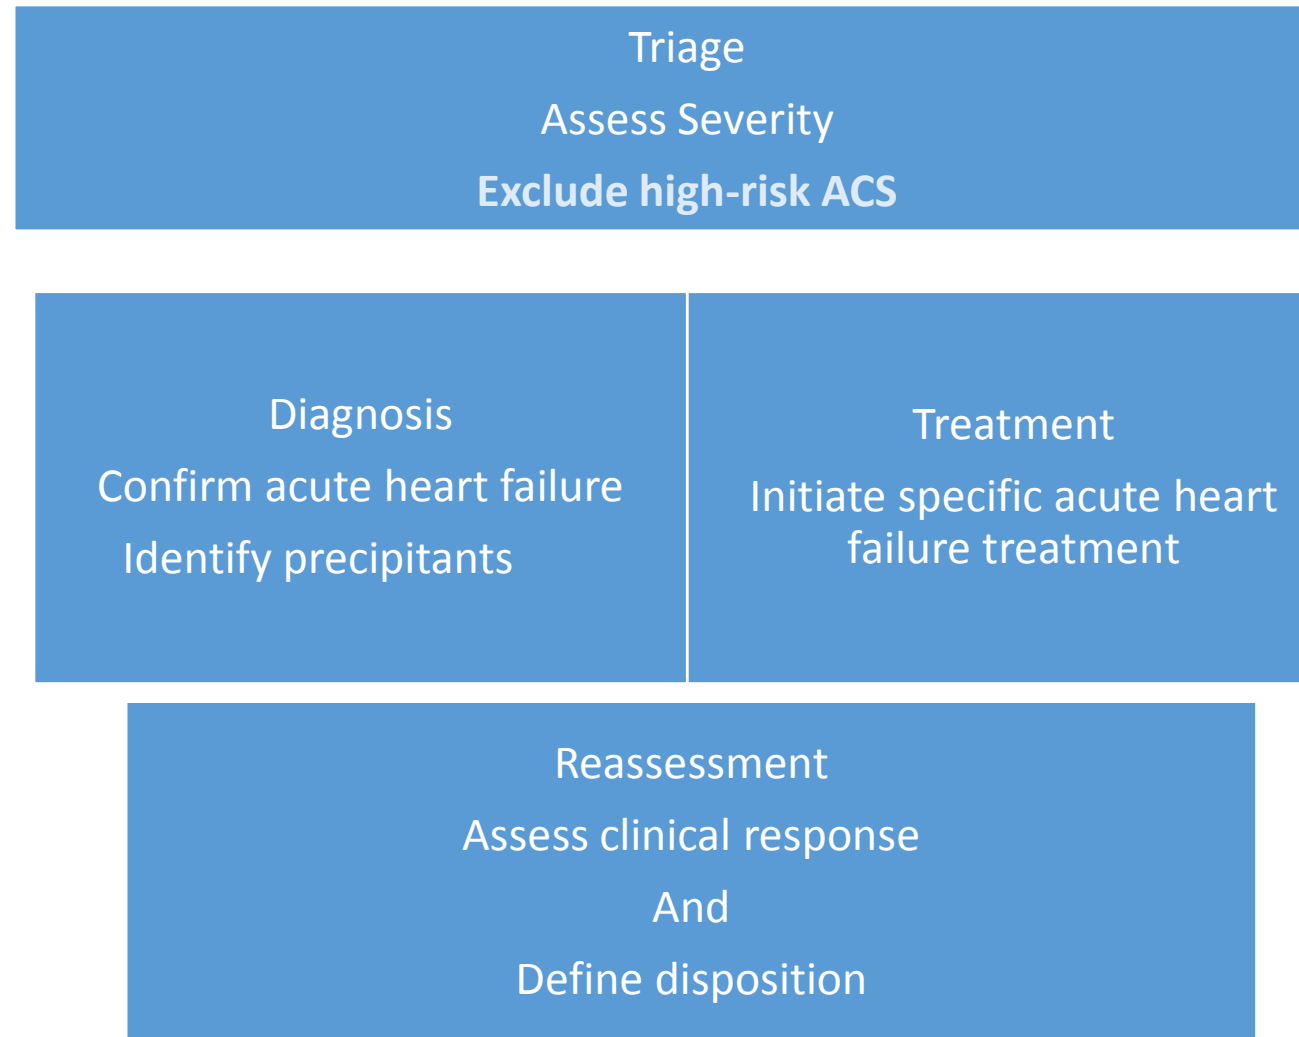 Triage
Assess Severity
Exclude high-risk ACS
Diagnosis
Confirm acute heart failure
Identify precipitants
Treatment
Initiate specific acute heart
failure treatment
Reassessment
Assess clinical response
And
Define disposition